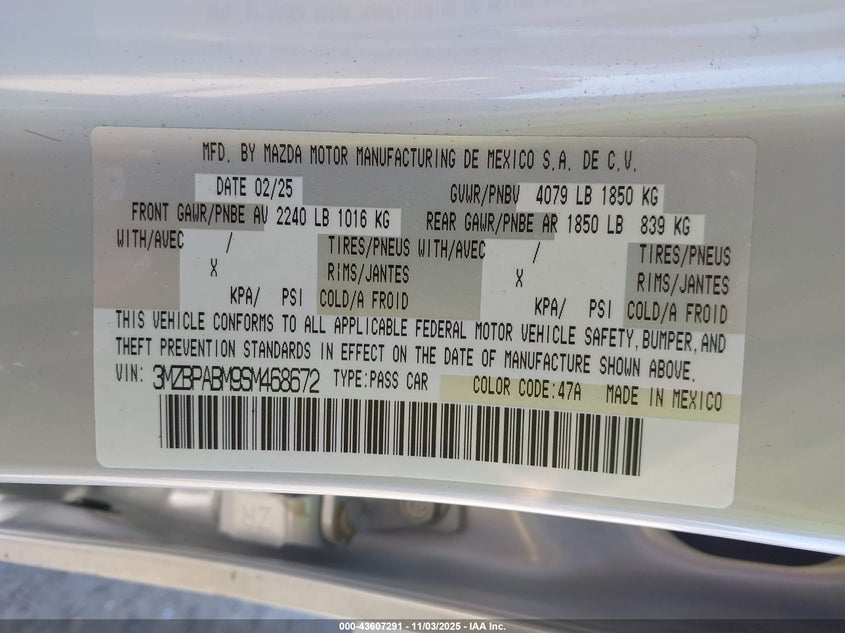 MFD. BY MAZDA MOTOR MANUFACTURING DE MEXICO S.A. DE C.V.
DATE 02/25 GVWR/PNBV 4079 LB 1850 KG
FRONT GAWR/PNBE AV 2240 LB 1016 KG REAR GAWR/PNBE AR 1850 LB 839 KG
WITH/AVEC / TIRES/PNEUS WITH/AVEC / TIRES/PNEUS
X RIMS/JANTES X RIMS/JANTES
KPA/ PSI COLD/A FROID KPA/ PSI COLD/A FROID
THIS VEHICLE CONFORMS TO ALL APPLICABLE FEDERAL MOTOR VEHICLE SAFETY, BUMPER, AND
THEFT PREVENTION STANDARDS IN EFFECT ON THE DATE OF MANUFACTURE SHOWN ABOVE.
VIN: 3MZBPABM9SM468672 TYPE:PASS CAR COLOR CODE:47A MADE IN MEXICO
ZR
000-43607291 - 11/03/2025 - IAA Inc.